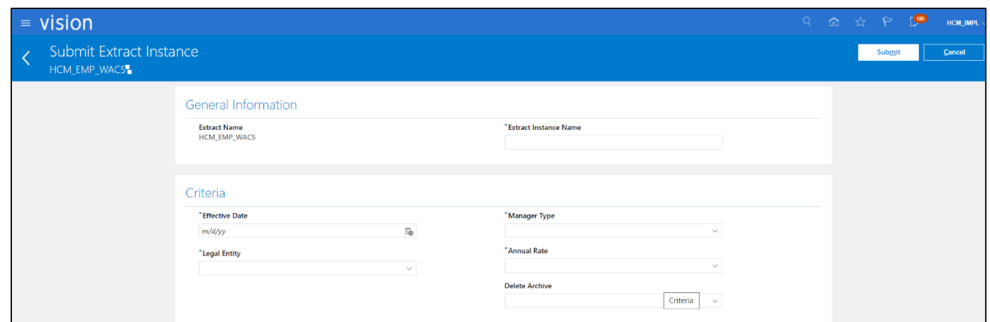 vision
100
HCM_IMPL
Submit Extract Instance
HCM_EMP_WACS
Submit
Cancel
General Information
Extract Name
HCM_EMP_WACS
*Extract Instance Name
Criteria
*Effective Date
m/d/yy
*Legal Entity
*Manager Type
*Annual Rate
Delete Archive
Criteria